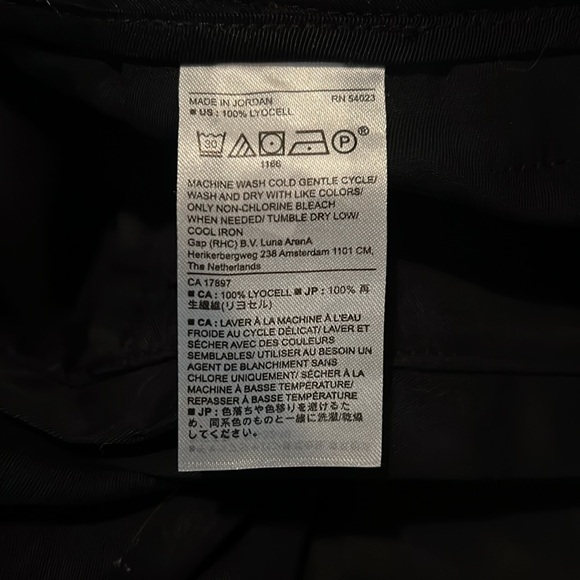 MADE IN JORDAN RN 54023
■ US : 100% LYOCELL
30 P ®
1166
MACHINE WASH COLD GENTLE CYCLE/
WASH AND DRY WITH LIKE COLORS/
ONLY NON-CHLORINE BLEACH
WHEN NEEDED/ TUMBLE DRY LOW/
COOL IRON
Gap (RHC) B.V. Luna ArenA
Herikerbergweg 238 Amsterdam 1101 CM,
The Netherlands
CA 17897
■ CA : 100% LYOCELL ■ JP : 100% 再
生繊維(リヨセル)
■ CA : LAVER À LA MACHINE À L'EAU
FROIDE AU CYCLE DÉLICAT/ LAVER ET
SÉCHER AVEC DES COULEURS
SEMBLABLES/ UTILISER AU BESOIN UN
AGENT DE BLANCHIMENT SANS
CHLORE UNIQUEMENT/ SÉCHER À LA
MACHINE À BASSE TEMPÉRATURE/
REPASSER À BASSE TEMPÉRATURE
■ JP : 色落ちや色移りを避けるた
め、同系色のものと一緒に洗濯/乾燥
してください。